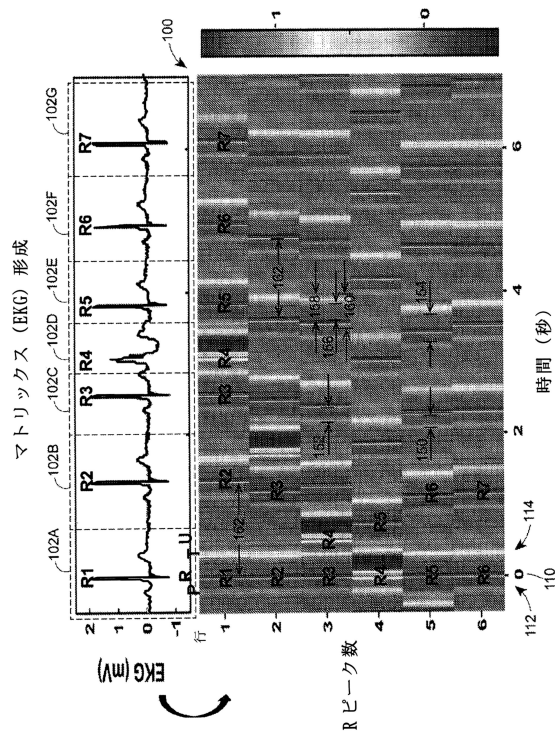 マトリックス (EKG) 形成
102A 102B 102C 102D 102E 102F 102G
R1 R2 R3 R4 R5 R6 R7
2
1
0
-1
EKG (mV)
100
P R T U
行
1 R1 R2 R3 R4 R5 R6 R7
162
2 R2 R3
162
3 R3 R4
152 166 168 160
4 R4 R5
5 R5 R6
150 164
6 R6 R7
Rピーク数
0 2 4 6
時間 (秒)
112 110 114
-1
-0